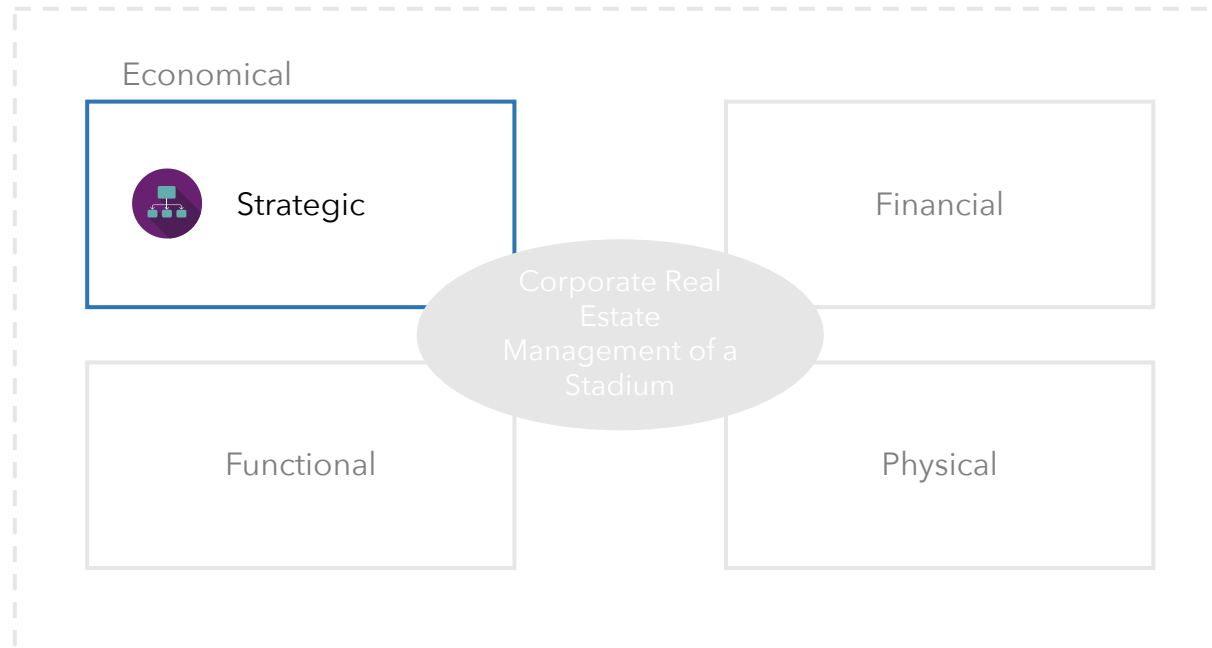 Economical
Strategic
Financial
Corporate Real
Estate
Management of a
Stadium
Functional
Physical